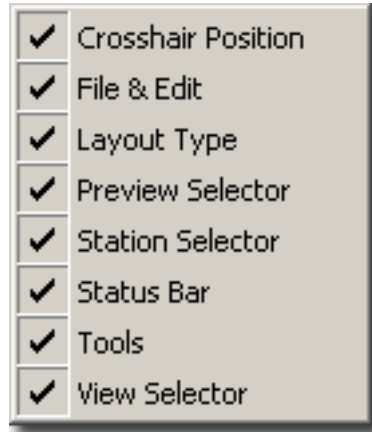 Crosshair Position
File & Edit
Layout Type
Preview Selector
Station Selector
Status Bar
Tools
View Selector